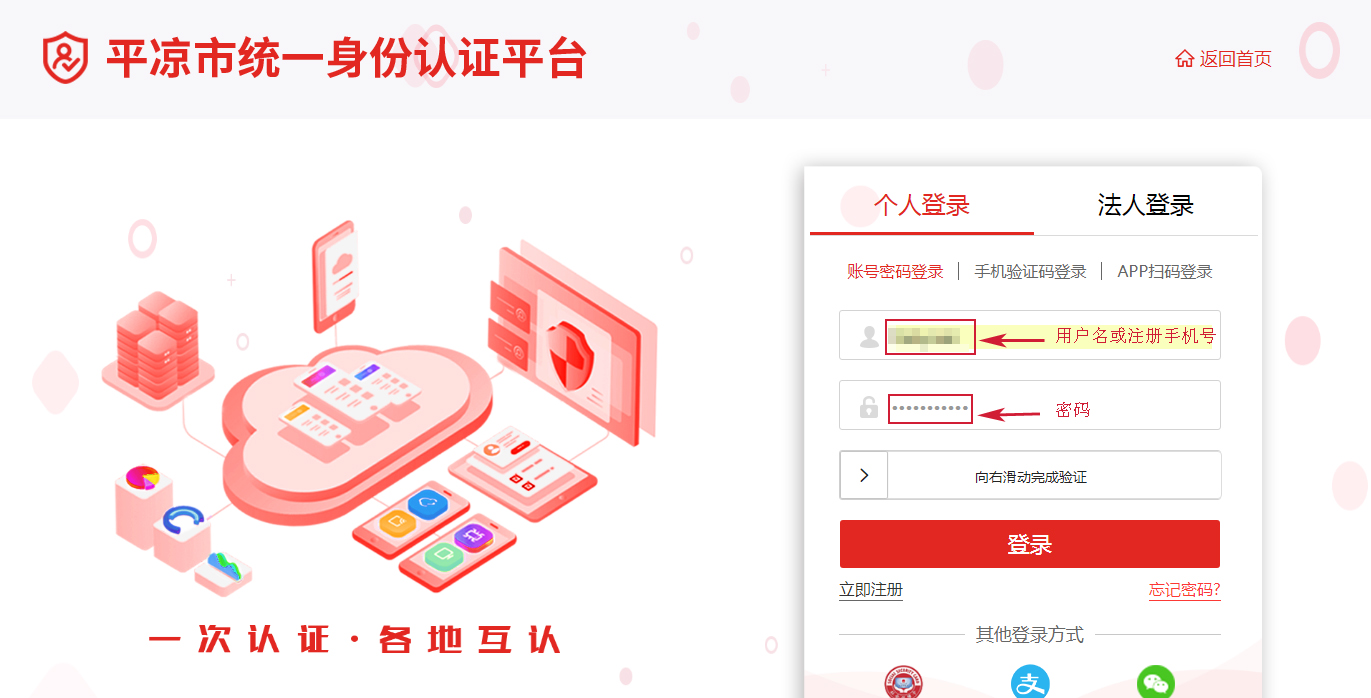 平凉市统一身份认证平台
返回首页
个人登录
法人登录
账号密码登录
手机验证码登录
APP扫码登录
用户名或注册手机号
密码
向右滑动完成验证
登录
立即注册
忘记密码?
其他登录方式
支
一次认证·各地互认